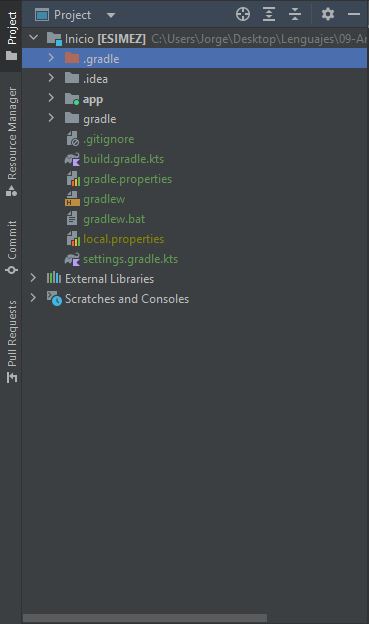 Project
Resource Manager
Commit
Pull Requests
Project
Inicio [ESIMEZ] C:\Users\Jorge\Desktop\Lenguajes\09-An
.gradle
.idea
app
gradle
.gitignore
build.gradle.kts
gradle.properties
gradlew
gradlew.bat
local.properties
settings.gradle.kts
External Libraries
Scratches and Consoles